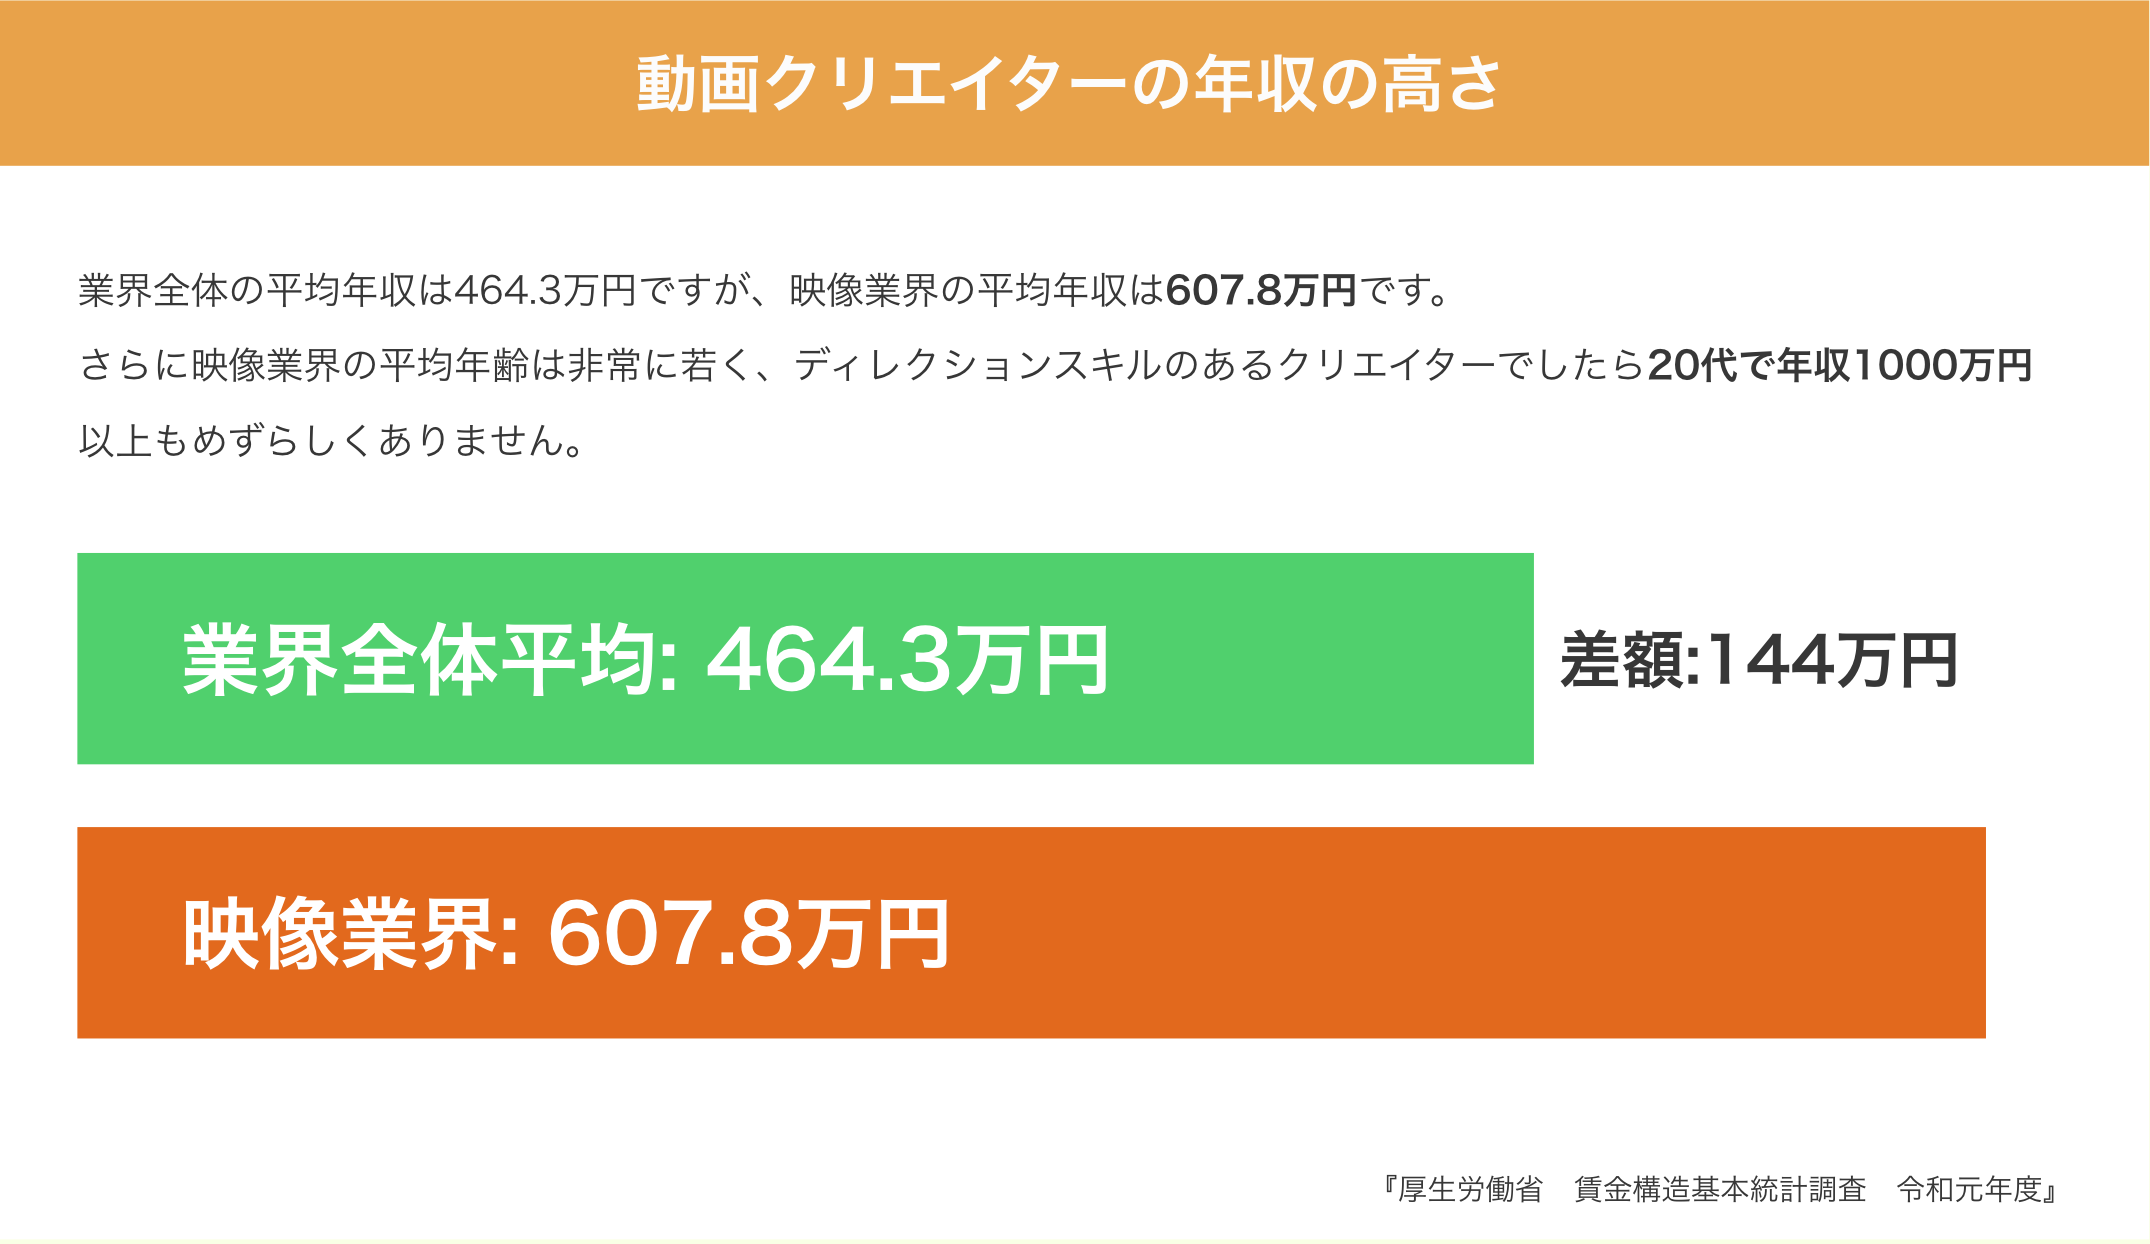 動画クリエイターの年収の高さ
業界全体の平均年収は464.3万円ですが、映像業界の平均年収は607.8万円です。
さらに映像業界の平均年齢は非常に若く、ディレクションスキルのあるクリエイターでしたら20代で年収1000万円
以上もめずらしくありません。
業界全体平均: 464.3万円
差額:144万円
映像業界: 607.8万円
『厚生労働省　賃金構造基本統計調査　令和元年度』